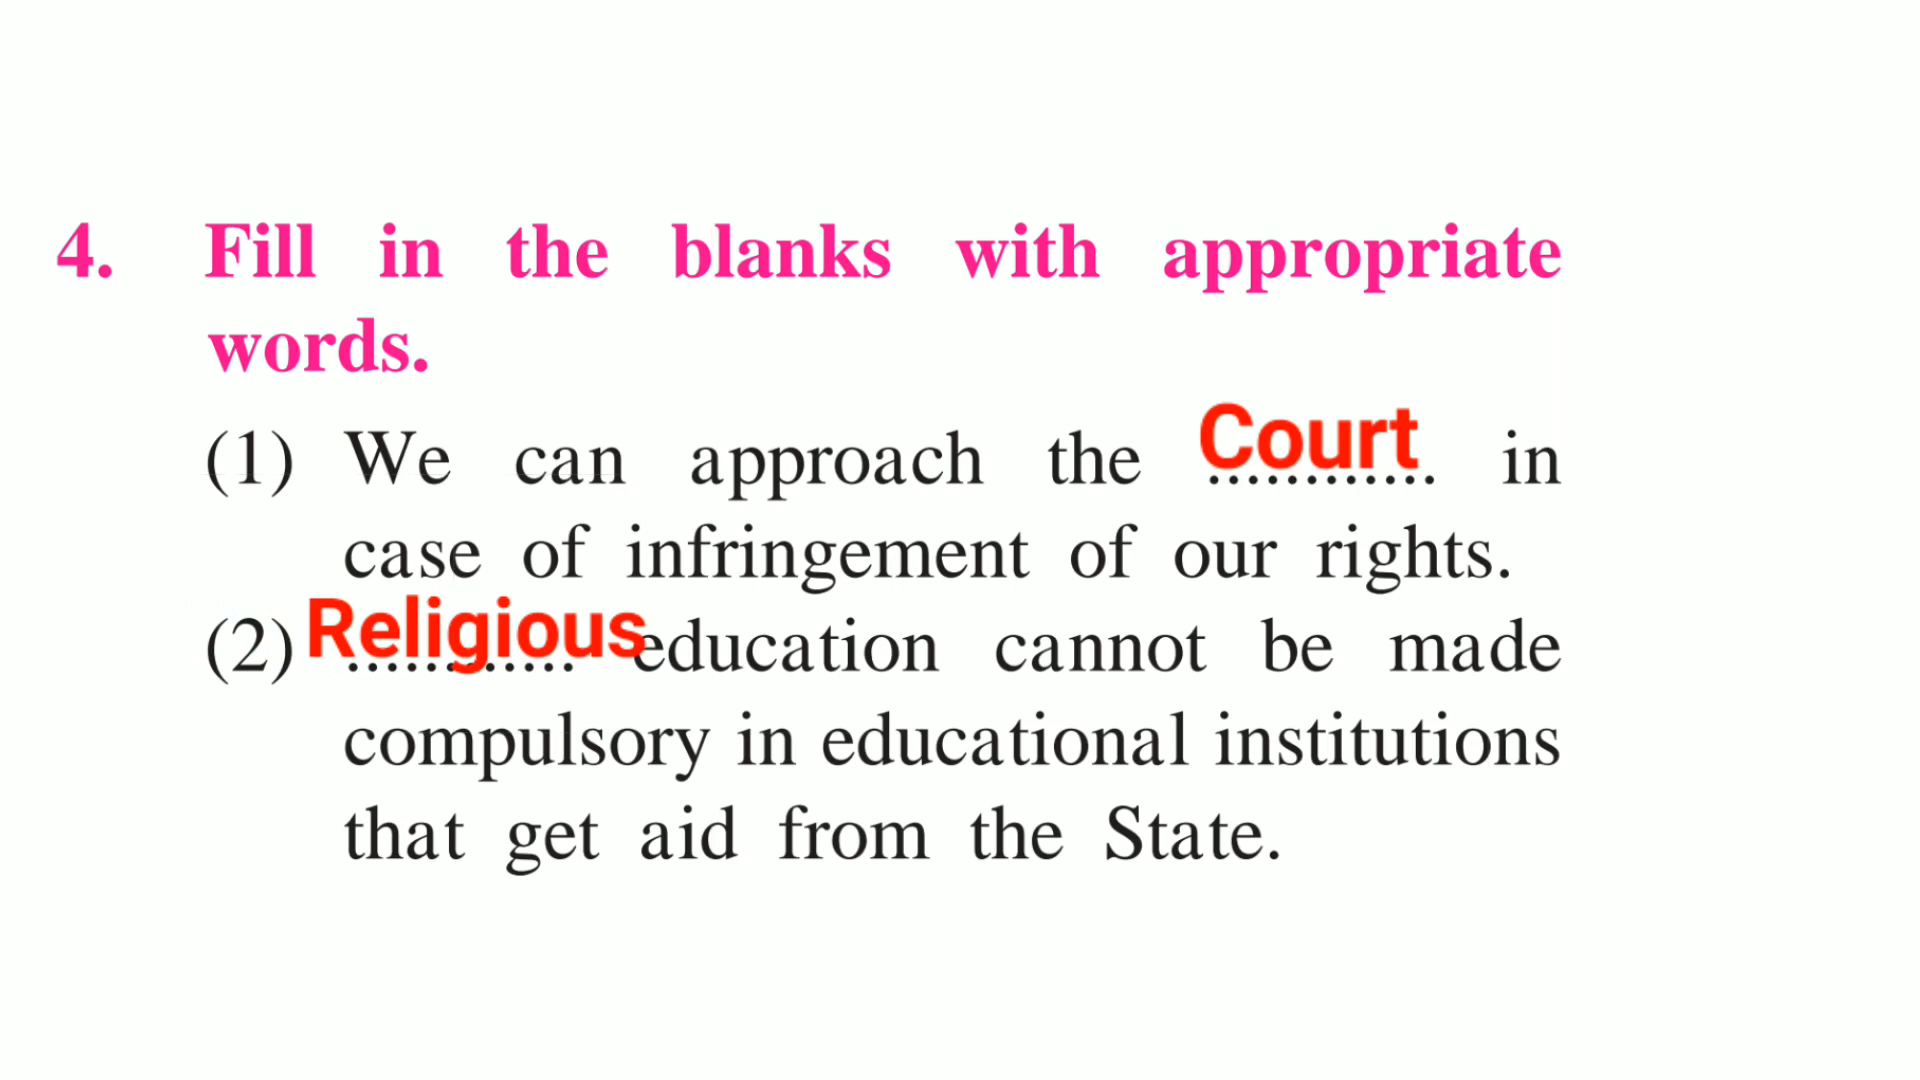 4. Fill in the blanks with appropriate
words.
(1) We can approach the Court ............ in
case of infringement of our rights.
(2) Religious ............ education cannot be made
compulsory in educational institutions
that get aid from the State.